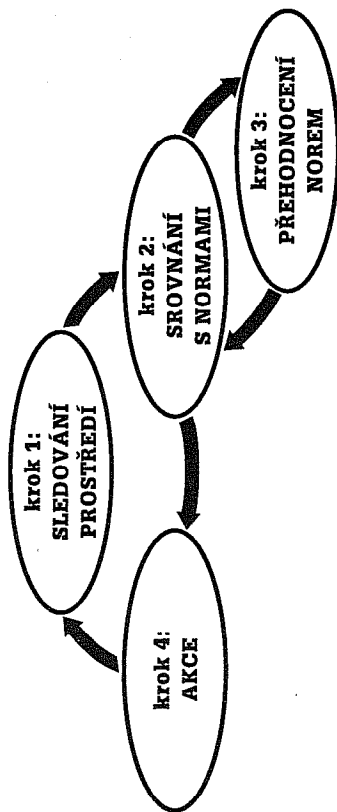 krok 1:
SLEDOVÁNÍ
PROSTŘEDÍ
krok 2:
SROVNÁNÍ
S NORMAMI
krok 3:
PŘEHODNOCENÍ
NOREM
krok 4:
AKCE